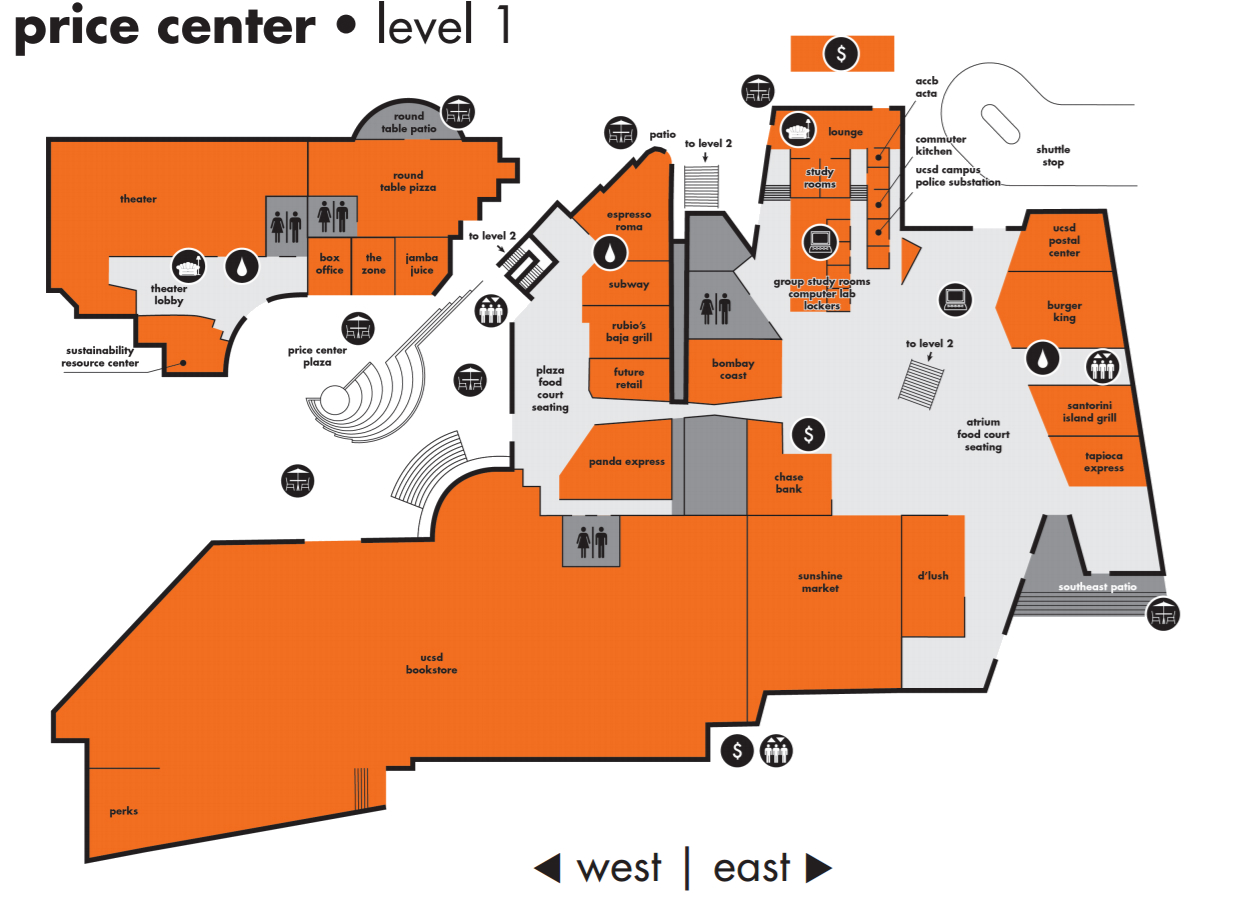 price center • level 1
$
accb
acta
round
table patio
patio
to level 2
lounge
commuter
kitchen
shuttle
stop
ucsd campus
police substation
study
rooms
theater
round
table pizza
espresso
roma
ucsd
postal
center
to level 2
box
office
the
zone
jamba
juice
subway
theater
lobby
group study rooms
computer lab
lockers
burger
king
rubio's
baja grill
sustainability
resource center
price center
plaza
to level 2
bombay
coast
future
retail
plaza
food
court
seating
santorini
island grill
atrium
food court
seating
$
panda express
tapioca
express
chase
bank
sunshine
market
d'lush
southeast patio
ucsd
bookstore
$
perks
west | east